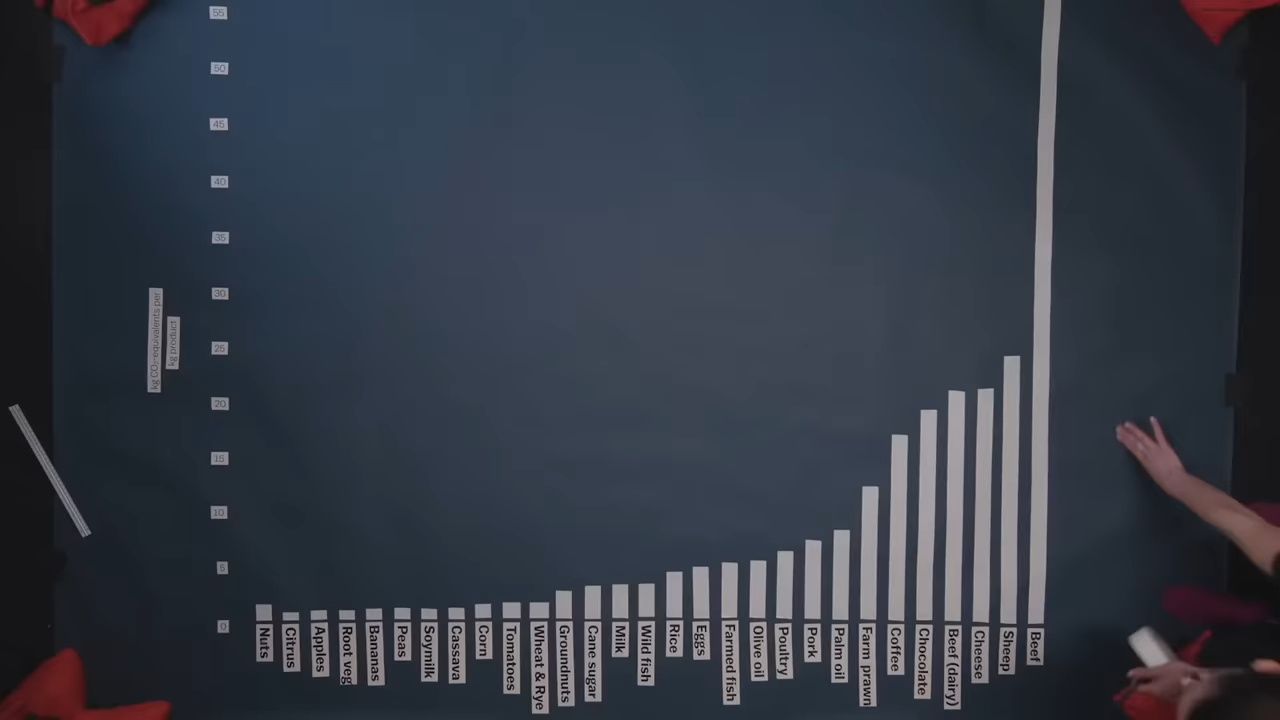 55
50
45
40
35
30
25
20
15
10
5
0
kg CO₂-equivalents per
kg product
Nuts
Citrus
Apples
Root veg
Bananas
Peas
Soymilk
Cassava
Corn
Tomatoes
Wheat & Rye
Groundnuts
Cane sugar
Milk
Wild fish
Rice
Eggs
Farmed fish
Olive oil
Poultry
Pork
Palm oil
Farm prawn
Coffee
Chocolate
Beef (dairy)
Cheese
Sheep
Beef